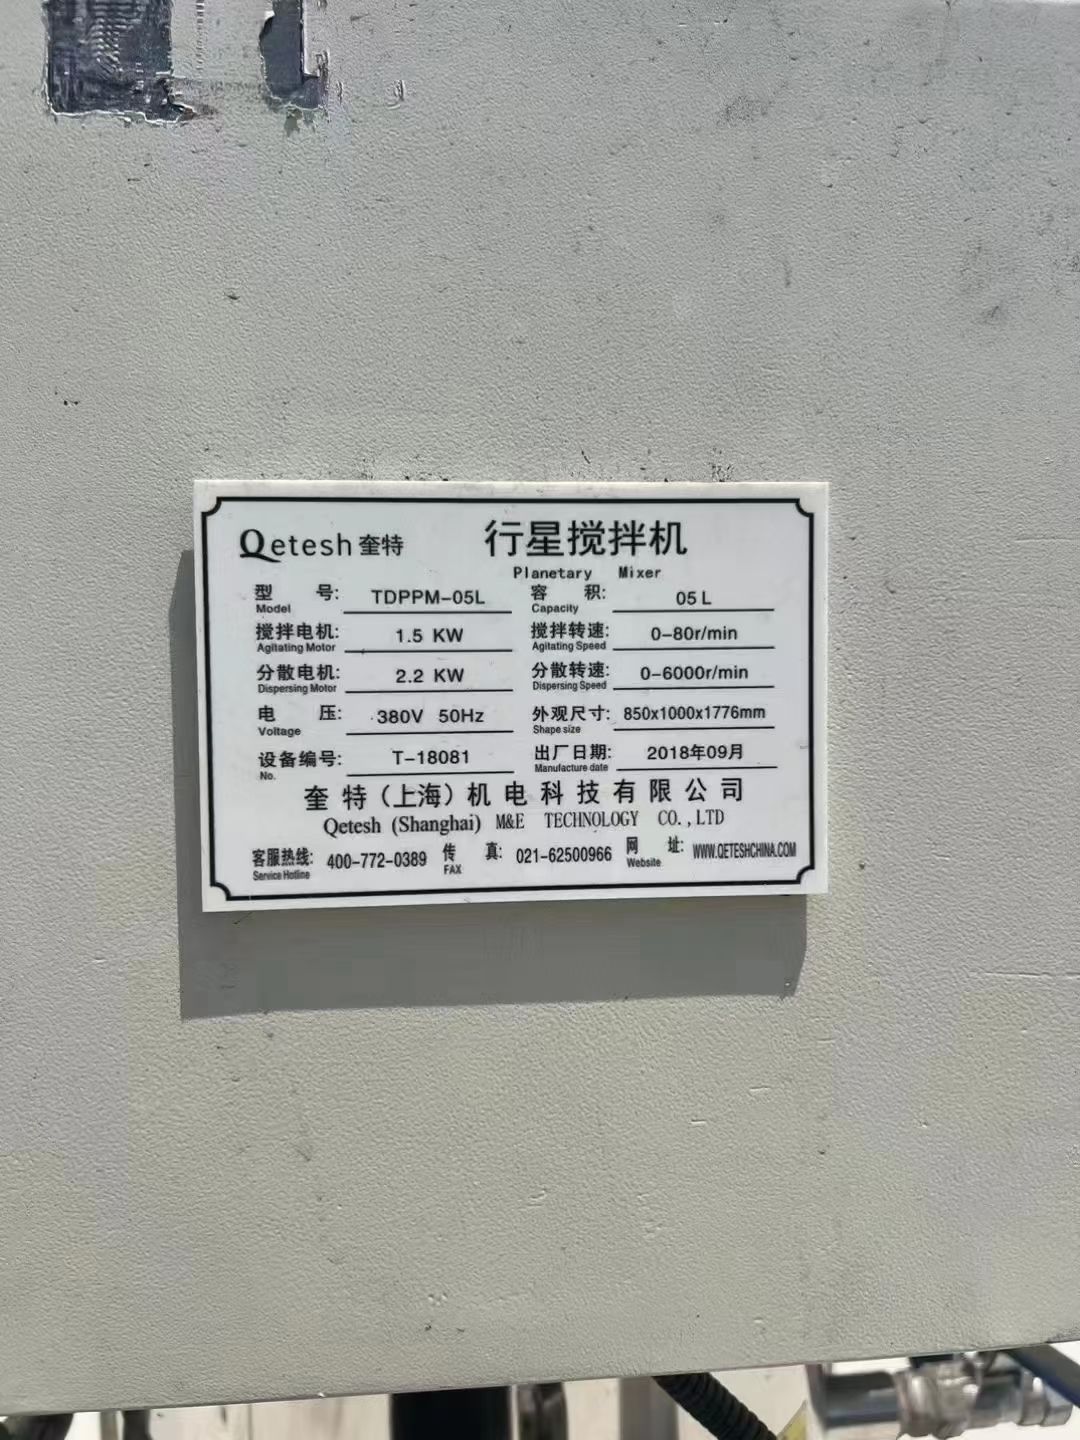 Qetesh 奎特 行星搅拌机
Planetary Mixer
型 号: TDPPM-05L 容 积: 05 L
Model Capacity
搅拌电机: 1.5 KW 搅拌转速: 0-80r/min
Agitating Motor Agitating Speed
分散电机: 2.2 KW 分散转速: 0-6000r/min
Dispersing Motor Dispersing Speed
电 压: 380V 50Hz 外观尺寸: 850x1000x1776mm
Voltage Shape size
设备编号: T-18081 出厂日期: 2018年09月
No. Manufacture date
奎特（上海）机电科技有限公司
Qetesh (Shanghai) M&E TECHNOLOGY CO.,LTD
客服热线: 400-772-0389 传 真: 021-62500966 网 址: WWW.QETESHCHINA.COM
Service Hotline FAX Website